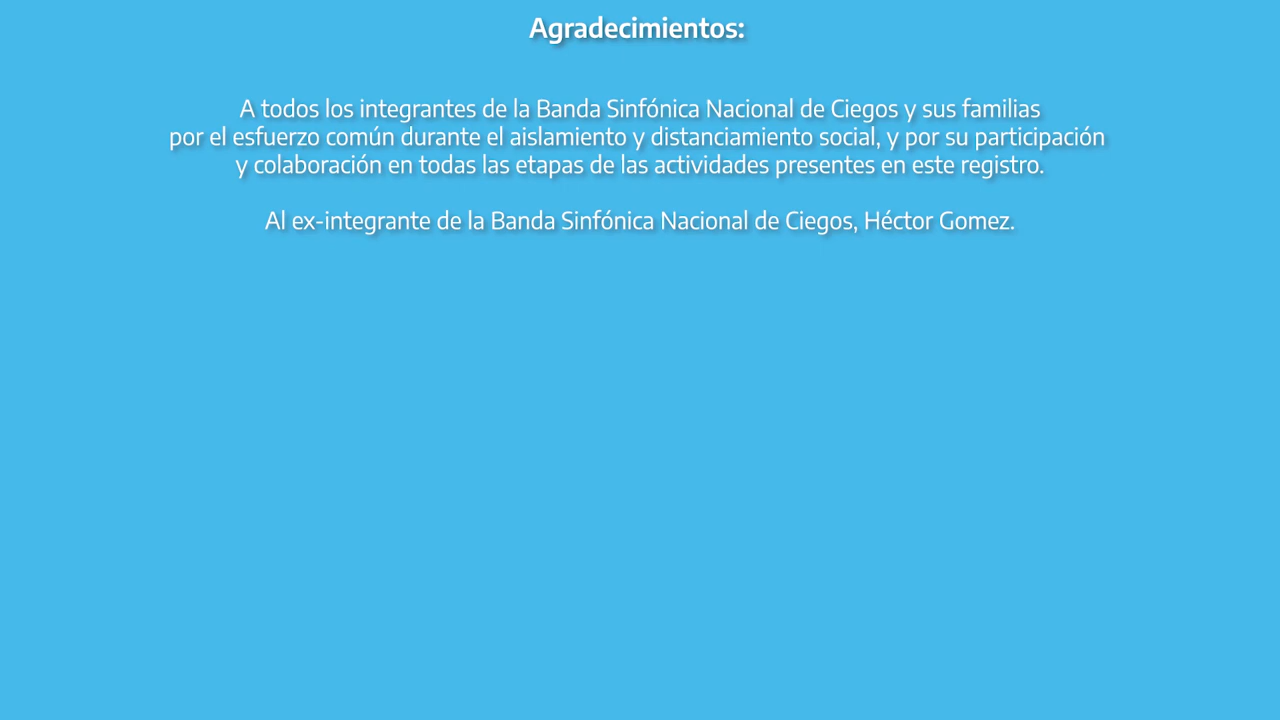 Agradecimientos:
A todos los integrantes de la Banda Sinfónica Nacional de Ciegos y sus familias
por el esfuerzo común durante el aislamiento y distanciamiento social, y por su participación
y colaboración en todas las etapas de las actividades presentes en este registro.
Al ex-integrante de la Banda Sinfónica Nacional de Ciegos, Héctor Gomez.